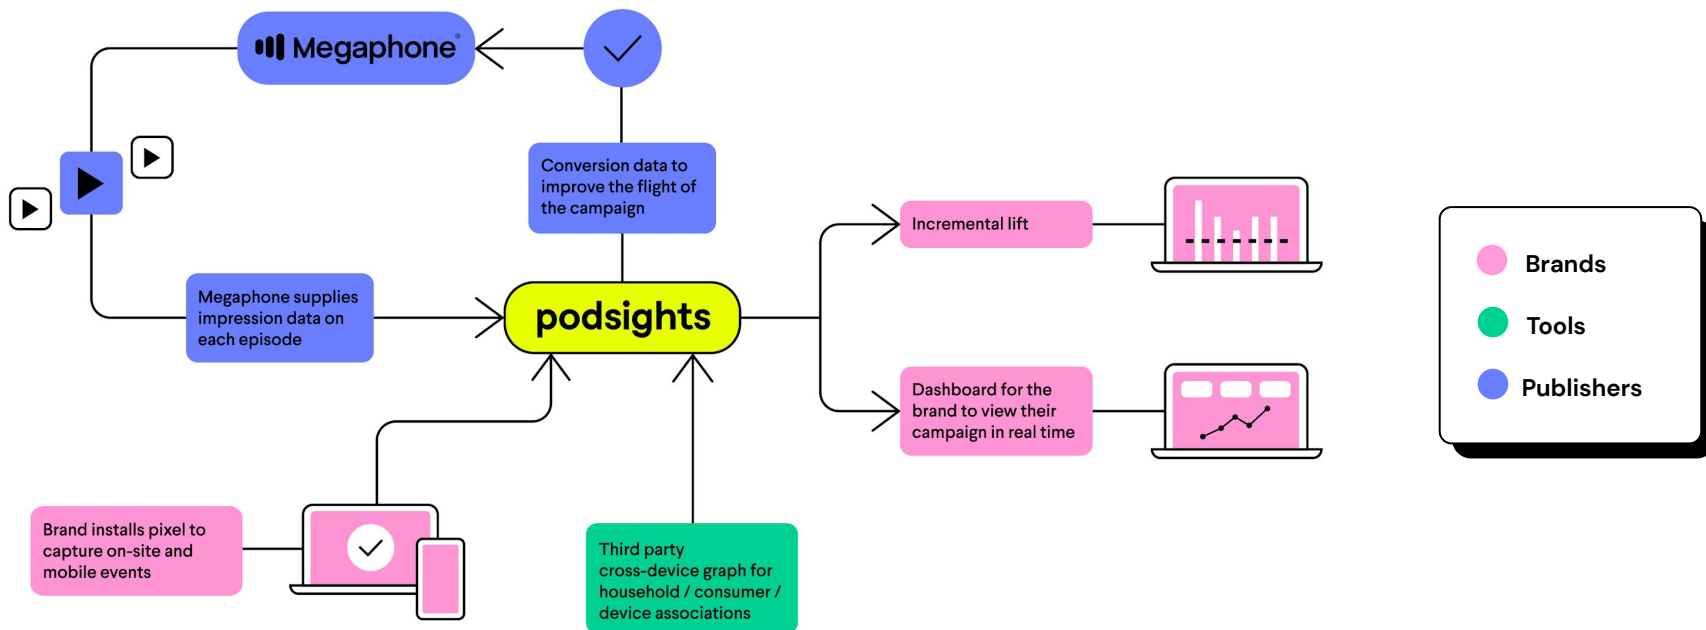 Megaphone
Conversion data to
improve the flight of
the campaign
Megaphone supplies
impression data on
each episode
podsights
Incremental lift
Dashboard for the
brand to view their
campaign in real time
Brand installs pixel to
capture on-site and
mobile events
Third party
cross-device graph for
household / consumer /
device associations
Brands
Tools
Publishers